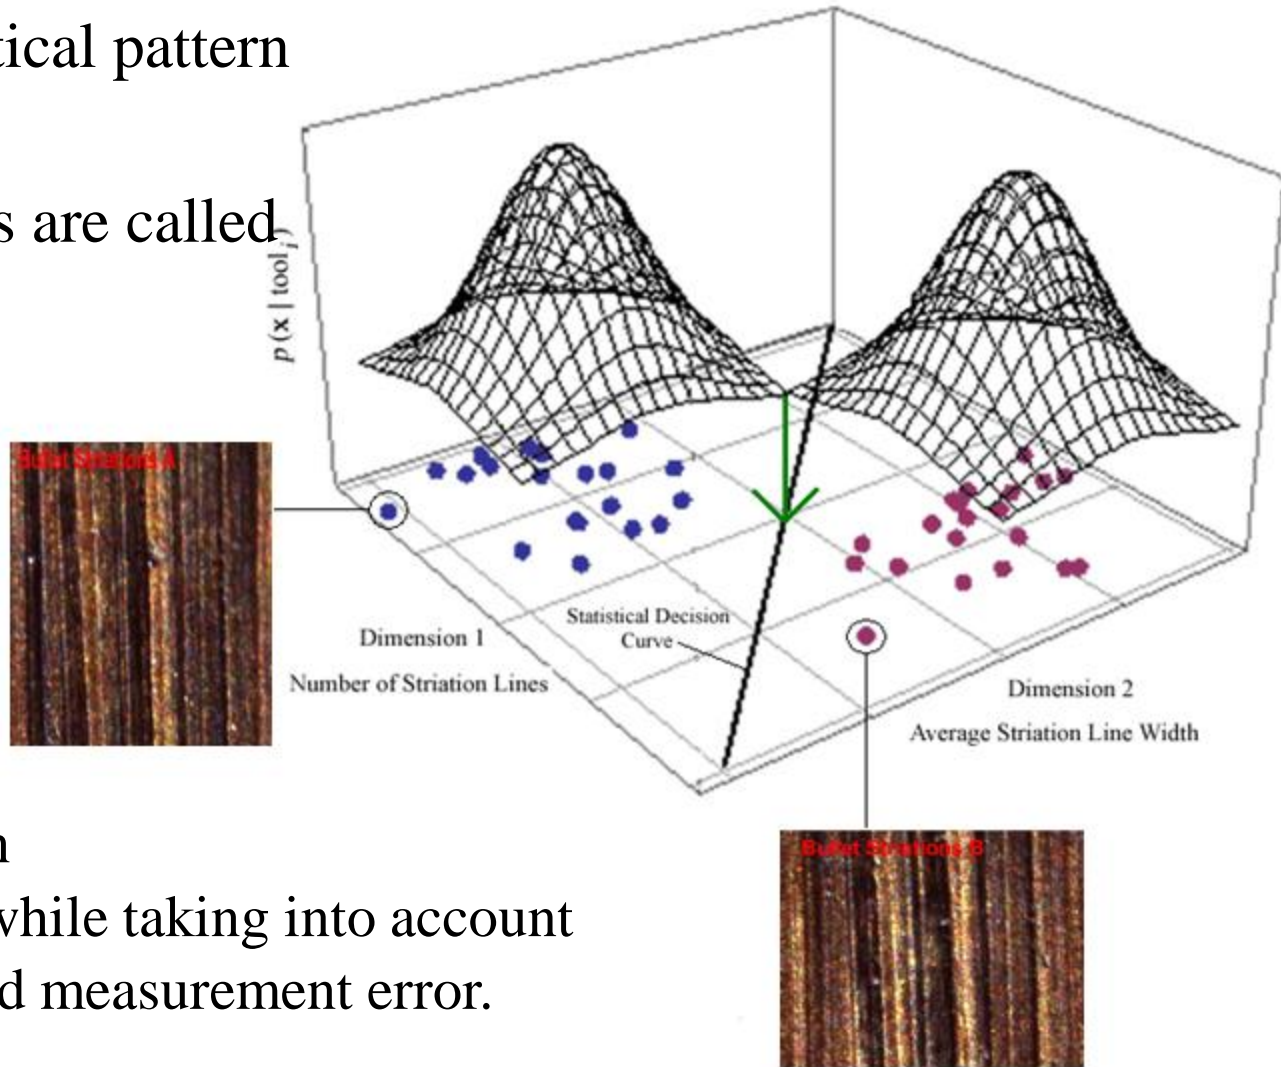 tical pattern
s are called
p(x | tool_j)
Bullet Striations A
Statistical Decision
Curve
Dimension 1
Number of Striation Lines
Dimension 2
Average Striation Line Width
n
while taking into account
d measurement error.
Bullet Striations B